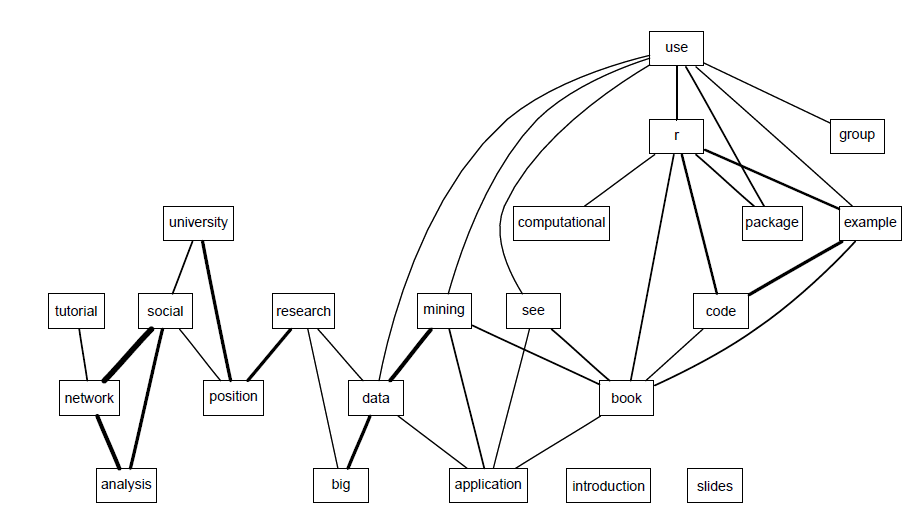 use
r
group
university
computational
package
example
tutorial
social
research
mining
see
code
network
position
data
book
analysis
big
application
introduction
slides